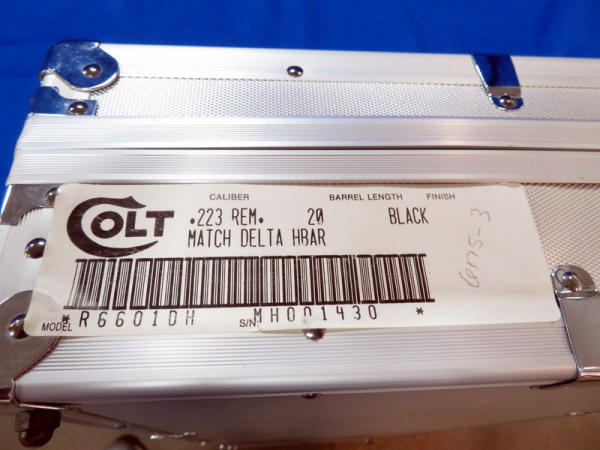 CALIBER BARREL LENGTH FINISH
COLT .223 REM. 20 BLACK
MATCH DELTA HBAR
MODEL *R6601DH S/N MH001430 *